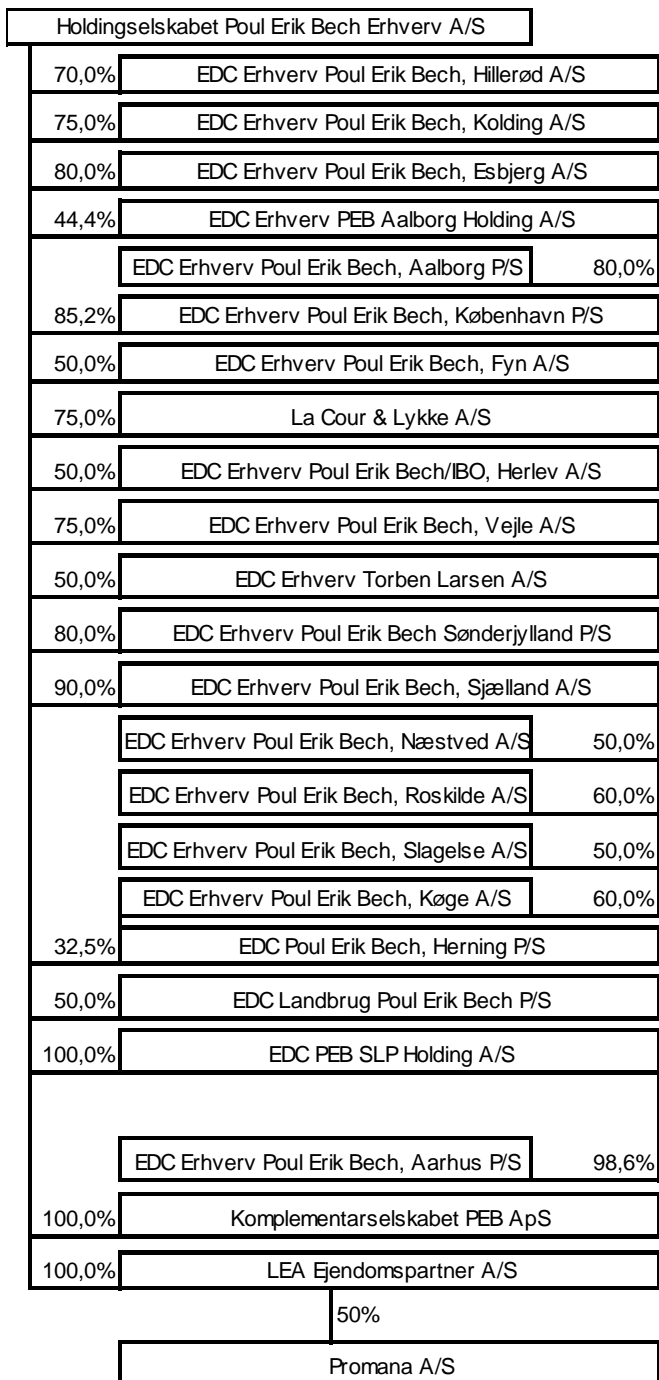 Holdingselskabet Poul Erik Bech Erhverv A/S
70,0% EDC Erhverv Poul Erik Bech, Hillerød A/S
75,0% EDC Erhverv Poul Erik Bech, Kolding A/S
80,0% EDC Erhverv Poul Erik Bech, Esbjerg A/S
44,4% EDC Erhverv PEB Aalborg Holding A/S
EDC Erhverv Poul Erik Bech, Aalborg P/S 80,0%
85,2% EDC Erhverv Poul Erik Bech, København P/S
50,0% EDC Erhverv Poul Erik Bech, Fyn A/S
75,0% La Cour & Lykke A/S
50,0% EDC Erhverv Poul Erik Bech/IBO, Herlev A/S
75,0% EDC Erhverv Poul Erik Bech, Vejle A/S
50,0% EDC Erhverv Torben Larsen A/S
80,0% EDC Erhverv Poul Erik Bech Sønderjylland P/S
90,0% EDC Erhverv Poul Erik Bech, Sjælland A/S
EDC Erhverv Poul Erik Bech, Næstved A/S 50,0%
EDC Erhverv Poul Erik Bech, Roskilde A/S 60,0%
EDC Erhverv Poul Erik Bech, Slagelse A/S 50,0%
EDC Erhverv Poul Erik Bech, Køge A/S 60,0%
32,5% EDC Poul Erik Bech, Herning P/S
50,0% EDC Landbrug Poul Erik Bech P/S
100,0% EDC PEB SLP Holding A/S
EDC Erhverv Poul Erik Bech, Aarhus P/S 98,6%
100,0% Komplementarselskabet PEB ApS
100,0% LEA Ejendomspartner A/S
50%
Promana A/S